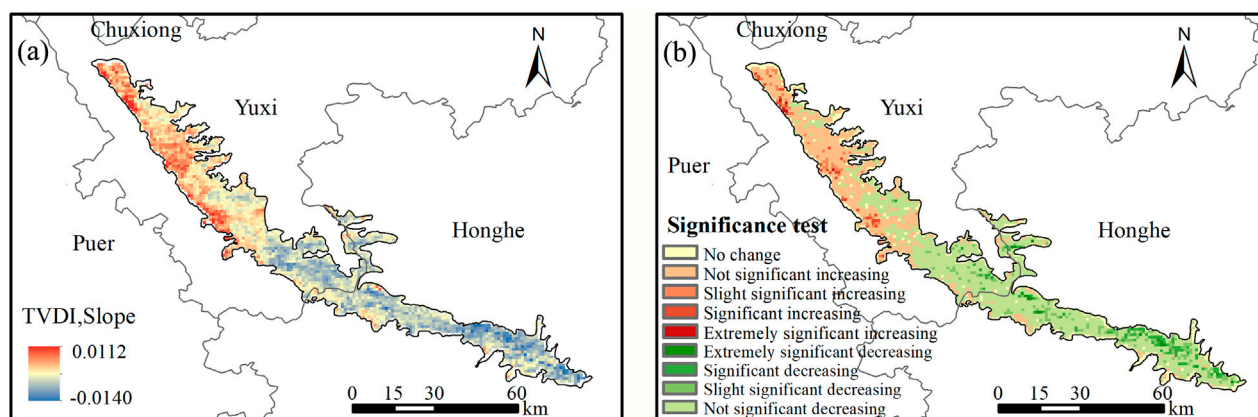 (a)
Chuxiong
N
Yuxi
Honghe
Puer
TVDI,Slope
0.0112
-0.0140
0 15 30 60
km
(b)
Chuxiong
N
Yuxi
Puer
Honghe
Significance test
No change
Not significant increasing
Slight significant increasing
Significant increasing
Extremely significant increasing
Extremely significant decreasing
Significant decreasing
Slight significant decreasing
Not significant decreasing
0 15 30 60
km